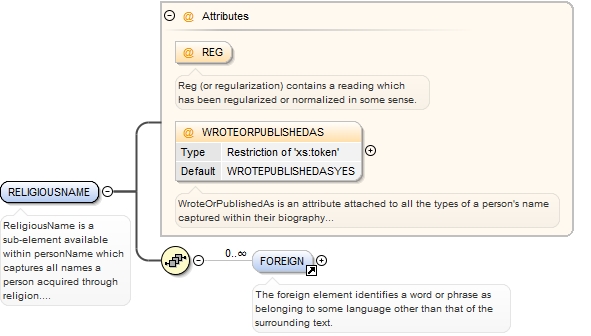 Attributes
@ REG
Reg (or regularization) contains a reading which
has been regularized or normalized in some sense.
@ WROTEORPUBLISHEDAS
Type Restriction of 'xs:token'
Default WROTEPUBLISHEDASYES
WroteOrPublishedAs is an attribute attached to all the types of a person's name
captured within their biography...
RELIGIOUSNAME
ReligiousName is a
sub-element available
within personName which
captures all names a
person acquired through
religion....
0..∞
FOREIGN
The foreign element identifies a word or phrase as
belonging to some language other than that of the
surrounding text.